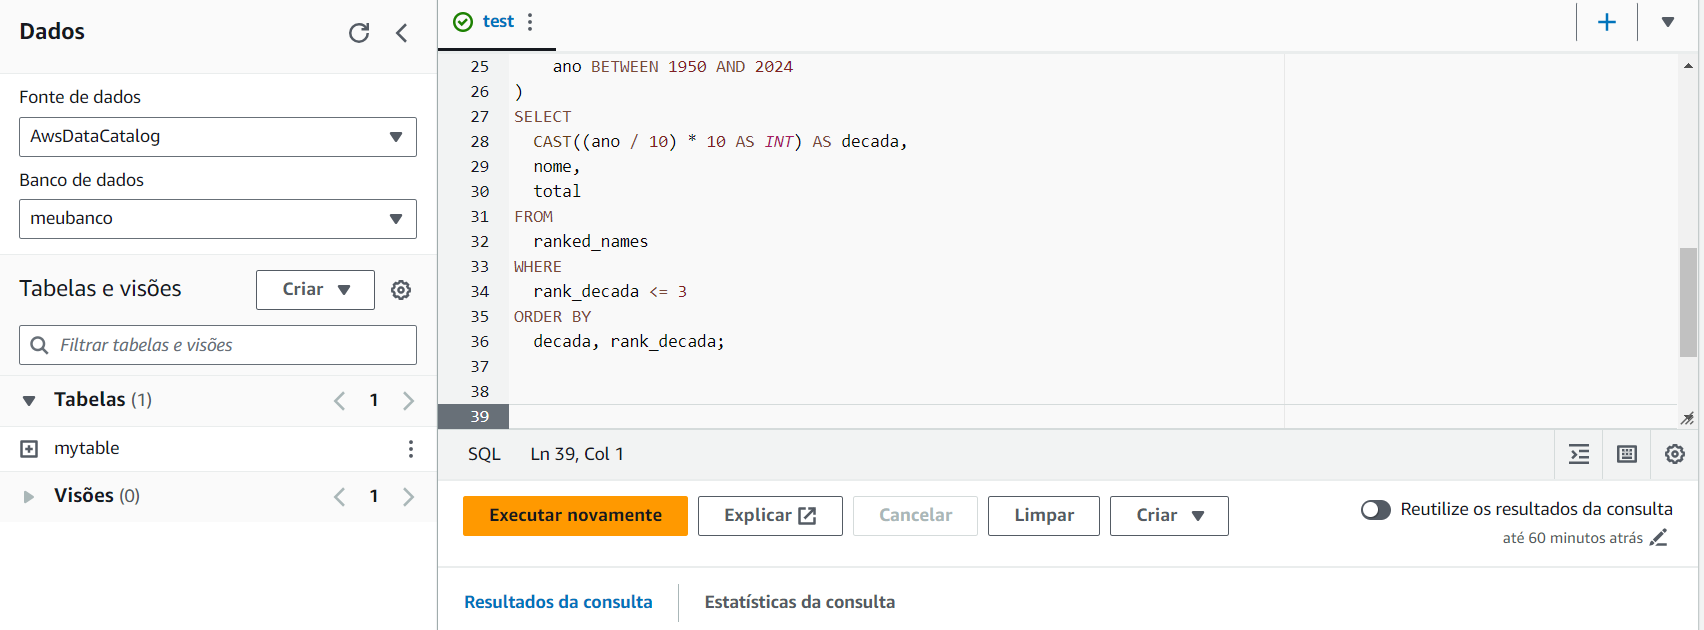 Dados
Fonte de dados
AwsDataCatalog
Banco de dados
meubanco
Tabelas e visões
Criar
Filtrar tabelas e visões
Tabelas (1)
1
mytable
Visões (0)
1
test
25 ano BETWEEN 1950 AND 2024
26 )
27 SELECT
28 CAST((ano / 10) * 10 AS INT) AS decada,
29 nome,
30 total
31 FROM
32 ranked_names
33 WHERE
34 rank_decada <= 3
35 ORDER BY
36 decada, rank_decada;
37
38
39
SQL Ln 39, Col 1
Executar novamente Explicar Cancelar Limpar Criar
Reutilize os resultados da consulta
até 60 minutos atrás
Resultados da consulta Estatísticas da consulta